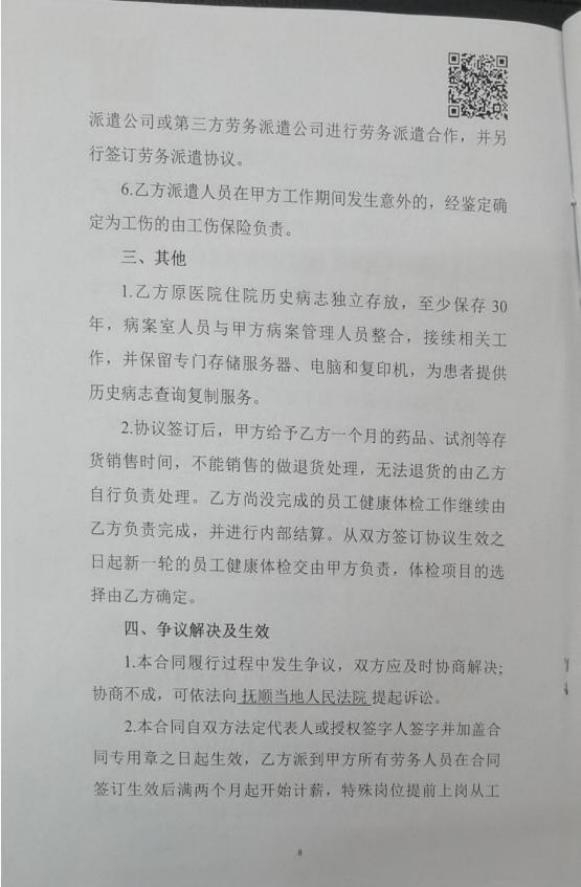 派遣公司或第三方劳务派遣公司进行劳务派遣合作，并另
行签订劳务派遣协议。
6.乙方派遣人员在甲方工作期间发生意外的，经鉴定确
定为工伤的由工伤保险负责。
三、其他
1.乙方原医院住院历史病志独立存放，至少保存 30
年，病案室人员与甲方病案管理人员整合，接续相关工
作，并保留专门存储服务器、电脑和复印机，为患者提供
历史病志查询复制服务。
2.协议签订后，甲方给予乙方一个月的药品、试剂等存
货销售时间，不能销售的做退货处理，无法退货的由乙方
自行负责处理。乙方尚没完成的员工健康体检工作继续由
乙方负责完成，并进行内部结算。从双方签订协议生效之
日起新一轮的员工健康体检交由甲方负责，体检项目的选
择由乙方确定。
四、争议解决及生效
1.本合同履行过程中发生争议，双方应及时协商解决;
协商不成，可依法向 抚顺当地人民法院 提起诉讼。
2.本合同自双方法定代表人或授权签字人签字并加盖合
同专用章之日起生效，乙方派到甲方所有劳务人员在合同
签订生效后满两个月起开始计薪，特殊岗位提前上岗从工